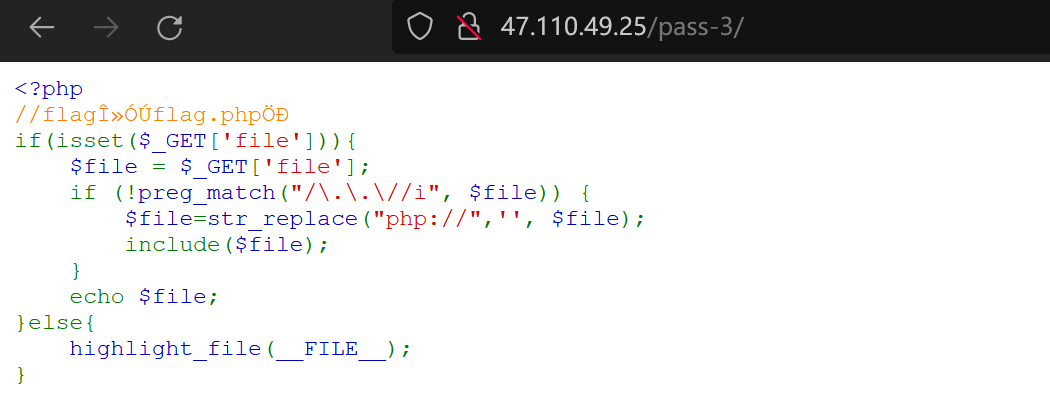 47.110.49.25/pass-3/
<?php
//flagÎ»ÓÚflag.phpÖÐ
if(isset($_GET['file'])){
    $file = $_GET['file'];
    if (!preg_match("/\.\.\//i", $file)) {
        $file=str_replace("php://",'', $file);
        include($file);
    }
    echo $file;
}else{
    highlight_file(__FILE__);
}